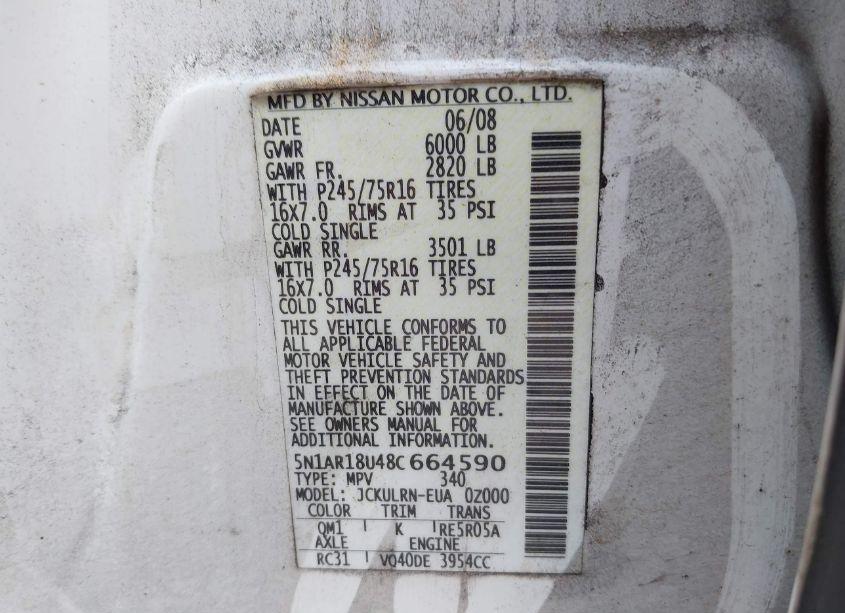 MFD BY NISSAN MOTOR CO., LTD.
DATE 06/08
GVWR 6000 LB
GAWR FR. 2820 LB
WITH P245/75R16 TIRES
16X7.0 RIMS AT 35 PSI
COLD SINGLE
GAWR RR. 3501 LB
WITH P245/75R16 TIRES
16X7.0 RIMS AT 35 PSI
COLD SINGLE
THIS VEHICLE CONFORMS TO
ALL APPLICABLE FEDERAL
MOTOR VEHICLE SAFETY AND
THEFT PREVENTION STANDARDS
IN EFFECT ON THE DATE OF
MANUFACTURE SHOWN ABOVE.
SEE OWNERS MANUAL FOR
ADDITIONAL INFORMATION.
5N1AR18U48C664590
TYPE: MPV 340
MODEL: JCKULRN-EUA 0Z000
COLOR TRIM TRANS
QM1 K RE5R05A
AXLE ENGINE
RC31 VQ40DE 3954CC